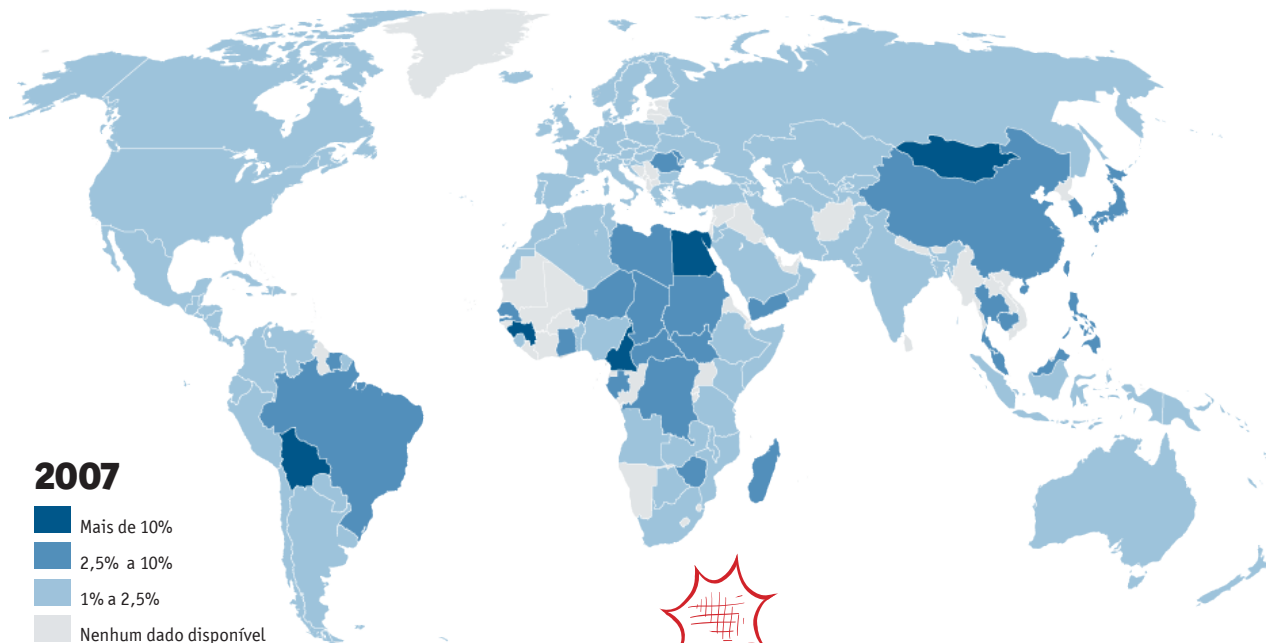 2007
Mais de 10%
2,5% a 10%
1% a 2,5%
Nenhum dado disponível